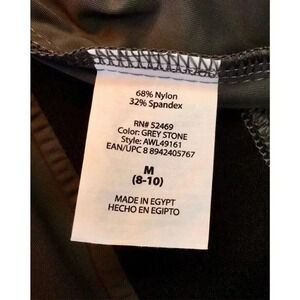 68% Nylon
32% Spandex
RN# 52469
Color: GREY STONE
Style: AWL49161
EAN/UPC 8 8942405767
M
(8-10)
MADE IN EGYPT
HECHO EN EGIPTO